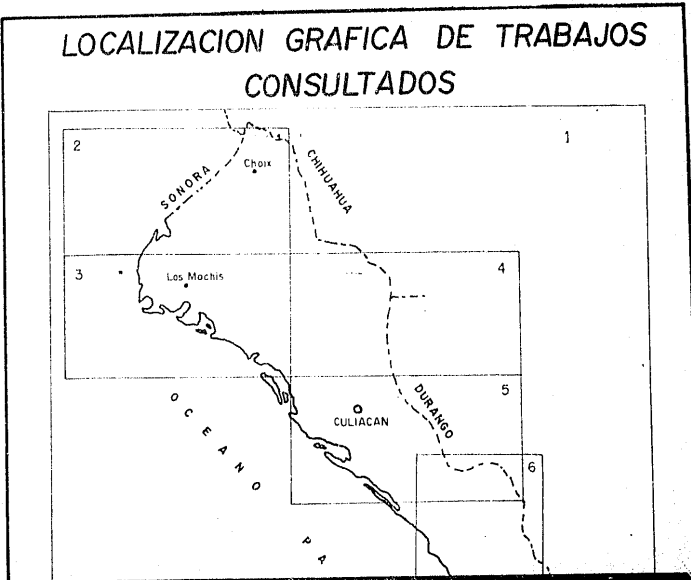 LOCALIZACION GRAFICA DE TRABAJOS
CONSULTADOS
1
2
Choix
SONORA
CHIHUAHUA
3
Los Mochis
4
5
DURANGO
CULIACAN
OCEANO PA
6